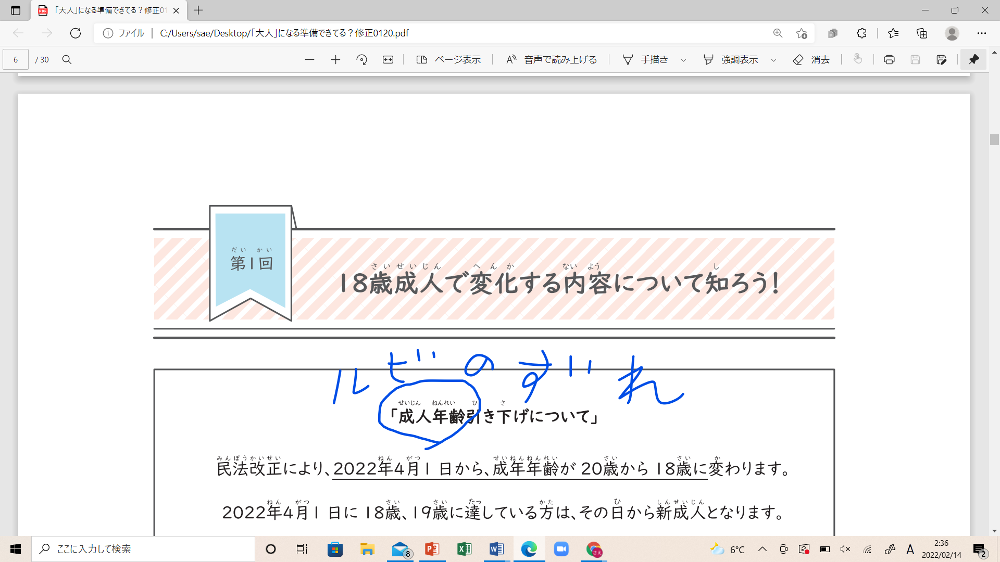 「大人」になる準備できてる？修正01
ファイル
C:/Users/sae/Desktop/「大人」になる準備できてる？修正0120.pdf
6 / 30
ページ表示
音声で読み上げる
手描き
強調表示
消去
だい かい
第1回
さいせいじん へんか ない よう し
18歳成人で変化する内容について知ろう!
ルビのずれ
せいじん ねんれい ひ さ
「成人年齢引き下げについて」
みんぽうかいせい ねん がつ せいねんねんれい さい さい か
民法改正により、2022年4月1日から、成年年齢が20歳から18歳に変わります。
ねん がつ さい さい たっ かた ひ しんせいじん
2022年4月1日に18歳、19歳に達している方は、その日から新成人となります。
ここに入力して検索
8
さえ
6°C
A
2:36
2022/02/14
2